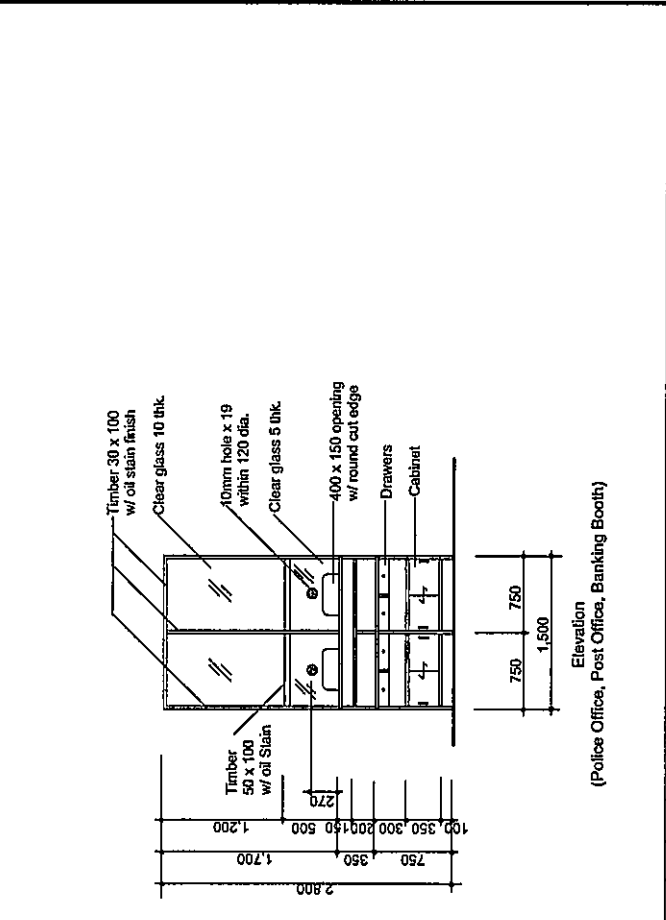 Timber 30 x 100
w/ oil stain finish
Clear glass 10 thk.
10mm hole x 19
within 120 dia.
Clear glass 5 thk.
400 x 150 opening
w/ round cut edge
Drawers
Cabinet
Timber
50 x 100
w/ oil Stain
270
1,200
500
150
200
300
350
100
1,700
350
750
2,800
750
750
1,500
Elevation
(Police Office, Post Office, Banking Booth)